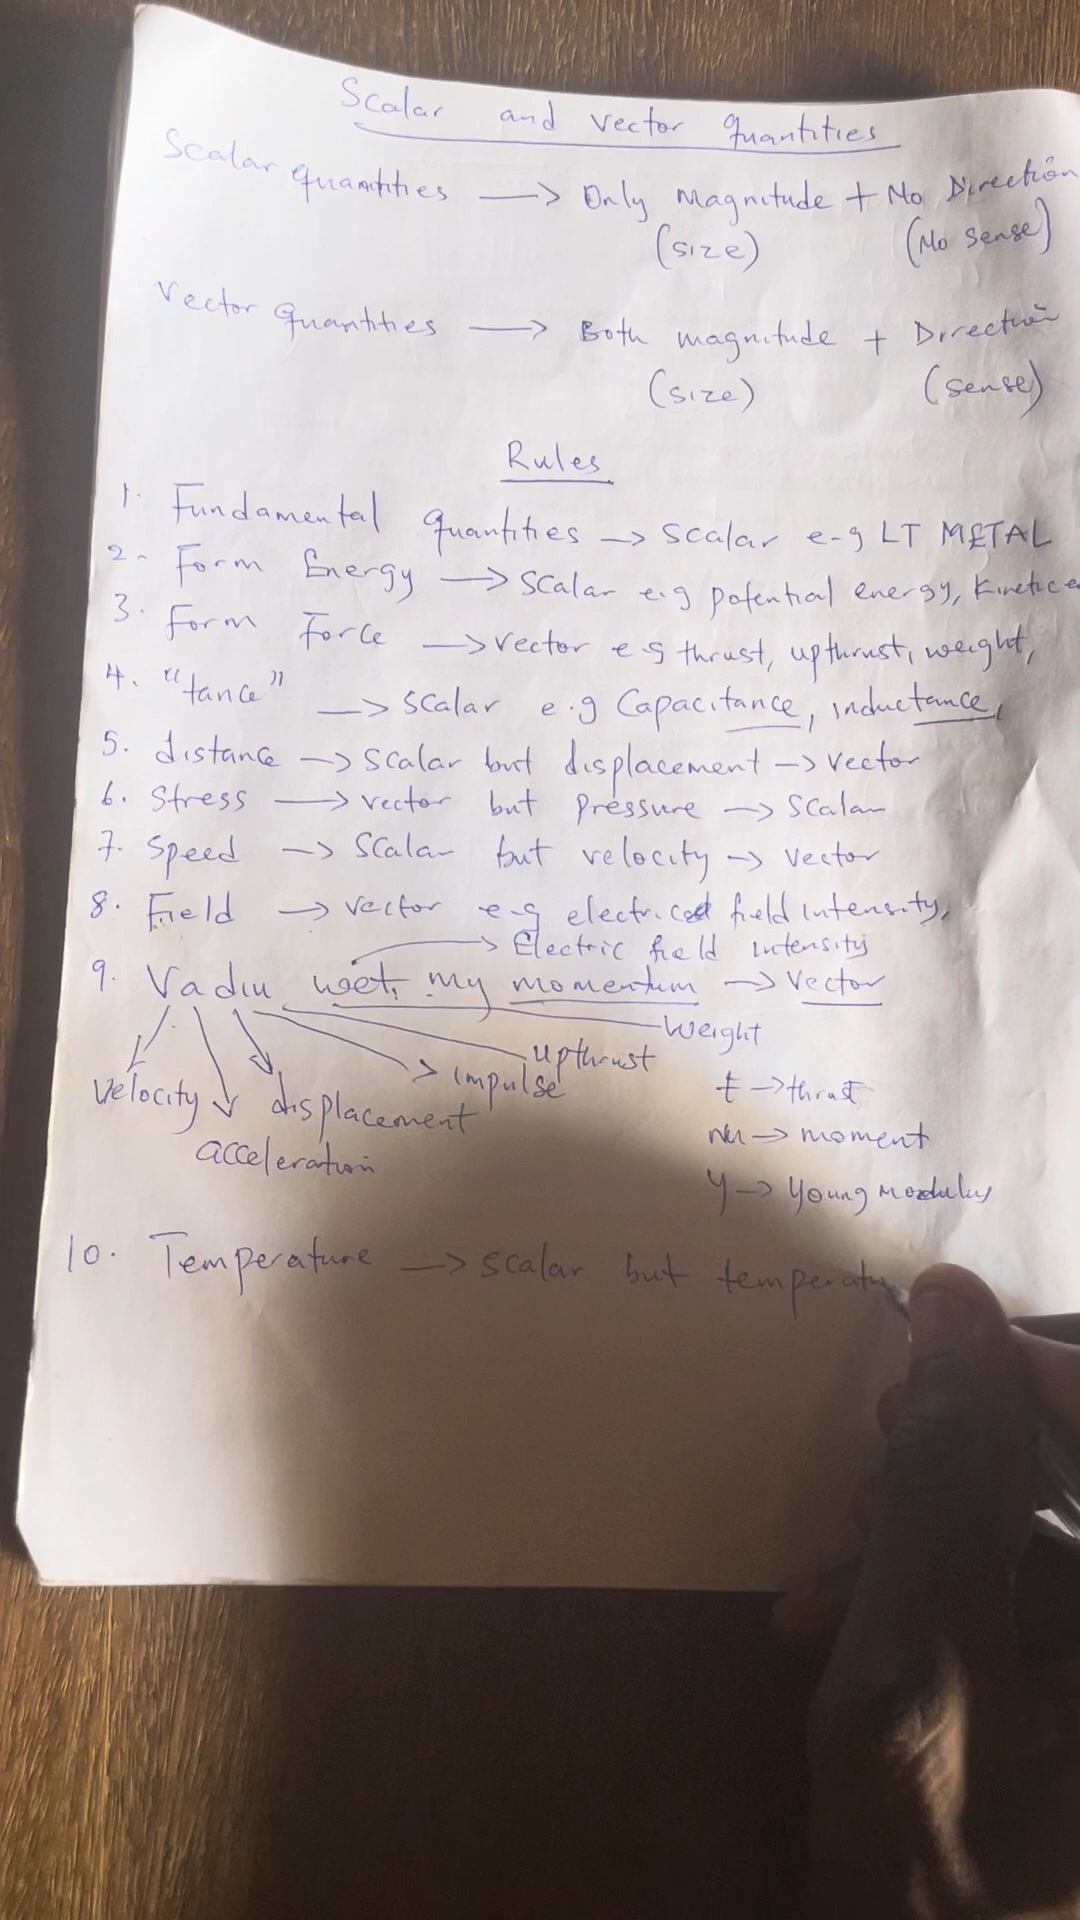 Scalar and vector quantities
Scalar quantities → Only Magnitude + No Direction
(size) (No sense)
Vector quantities → Both magnitude + Direction
(size) (sense)
Rules
1. Fundamental quantities → scalar e-g LT METAL
2. Form Energy → scalar e.g potential energy, Kinetic e
3. Form Force → vector e g thrust, upthrust, weight,
4. "tance" → scalar e.g Capacitance, inductance,
5. distance → scalar but displacement → vector
6. Stress → vector but Pressure → scalar
7. Speed → scalar but velocity → vector
8. Field → vector e-g electrical field intensity,
→ Electric field intensity
9. Vadiu wet my momentum → vector
Weight
upthrust
impulse
velocity displacement
acceleration
t → thrust
m → moment
y → young modulus
10. Temperature → scalar but temperatu